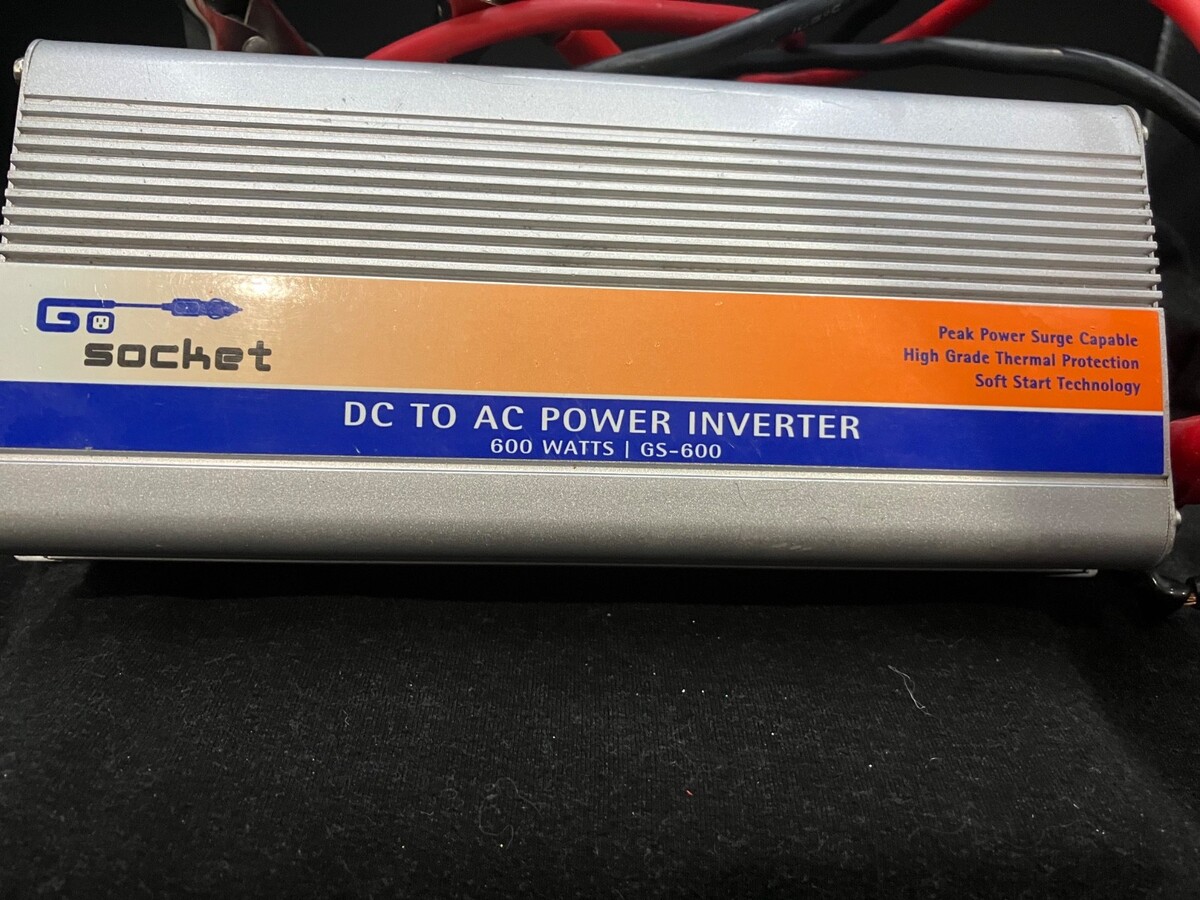 Go
socket
Peak Power Surge Capable
High Grade Thermal Protection
Soft Start Technology
DC TO AC POWER INVERTER
600 WATTS | GS-600